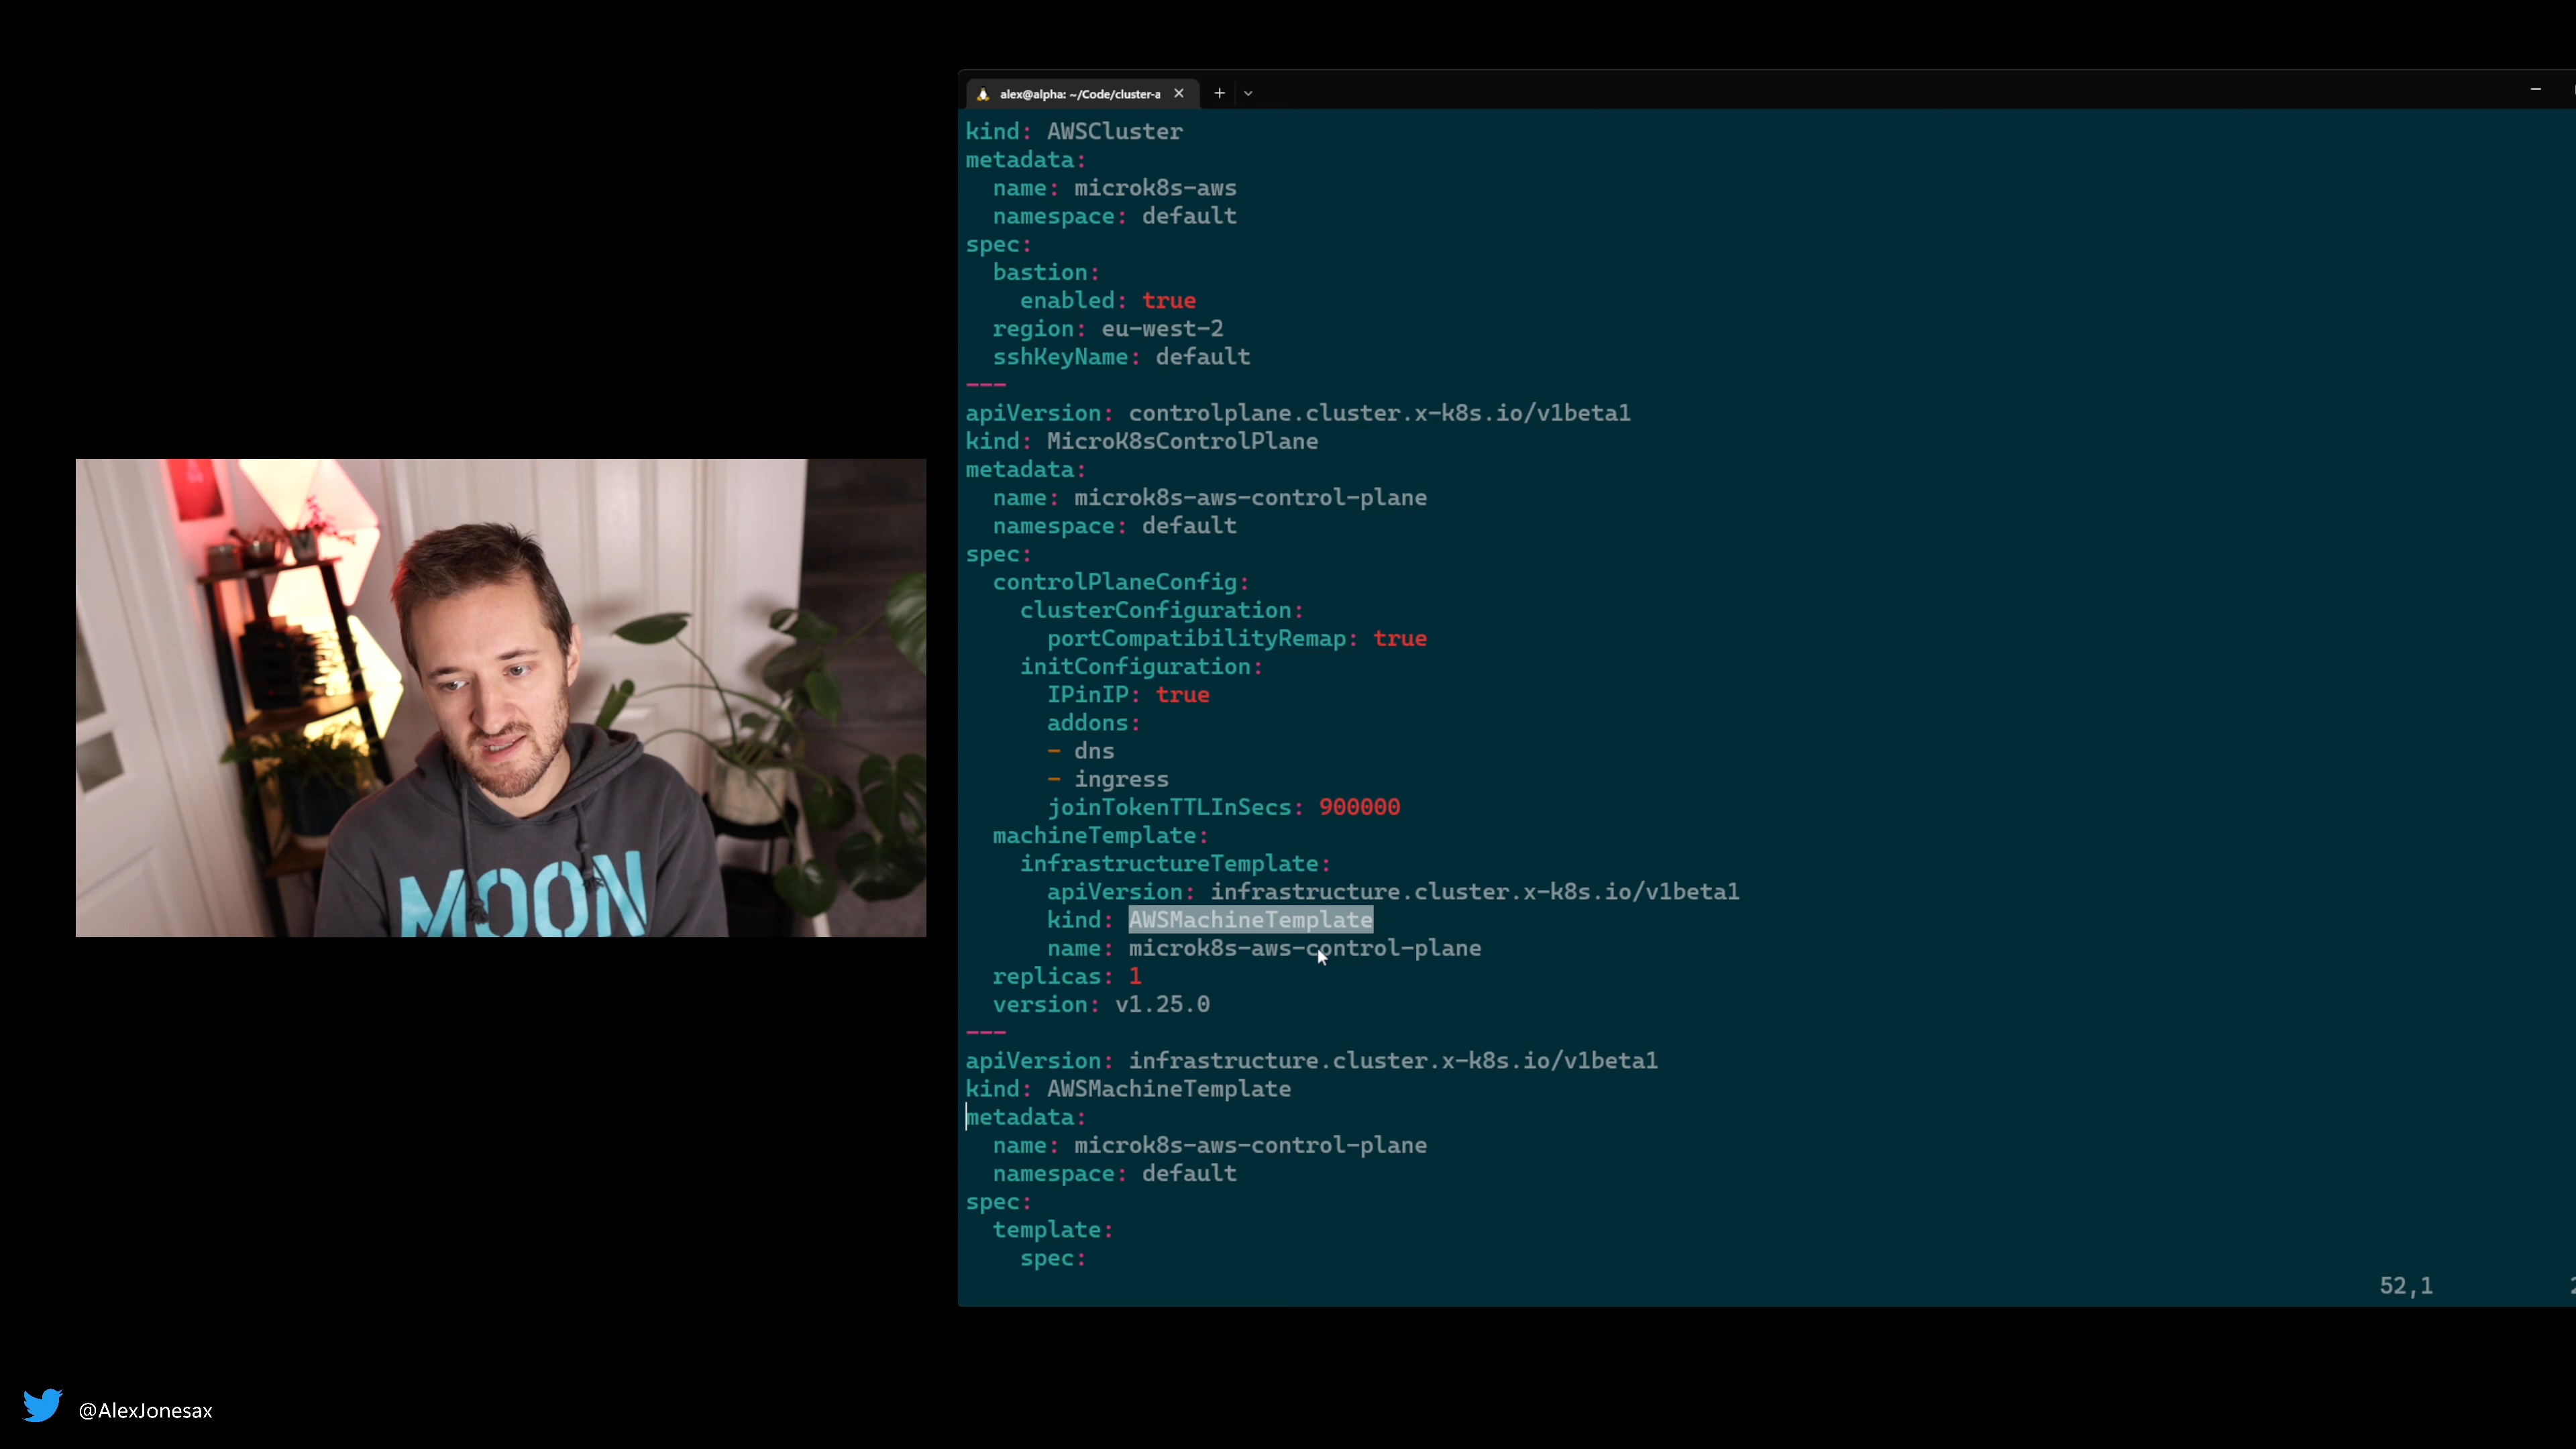 alex@alpha: ~/Code/cluster-a
kind: AWSCluster
metadata:
  name: microk8s-aws
  namespace: default
spec:
  bastion:
    enabled: true
  region: eu-west-2
  sshKeyName: default
---
apiVersion: controlplane.cluster.x-k8s.io/v1beta1
kind: MicroK8sControlPlane
metadata:
  name: microk8s-aws-control-plane
  namespace: default
spec:
  controlPlaneConfig:
    clusterConfiguration:
      portCompatibilityRemap: true
    initConfiguration:
      IPinIP: true
      addons:
      - dns
      - ingress
      joinTokenTTLInSecs: 900000
  machineTemplate:
    infrastructureTemplate:
      apiVersion: infrastructure.cluster.x-k8s.io/v1beta1
      kind: AWSMachineTemplate
      name: microk8s-aws-control-plane
  replicas: 1
  version: v1.25.0
---
apiVersion: infrastructure.cluster.x-k8s.io/v1beta1
kind: AWSMachineTemplate
metadata:
  name: microk8s-aws-control-plane
  namespace: default
spec:
  template:
    spec:
52,1
MOON
@AlexJonesax